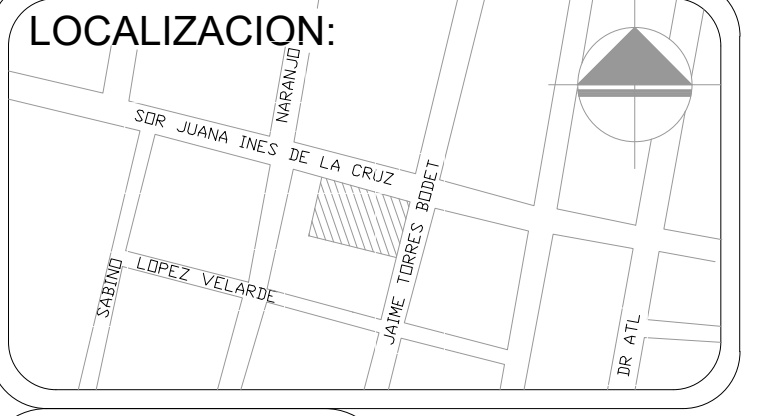 LOCALIZACION:
NARANJO
SOR JUANA INES DE LA CRUZ
JAIME TORRES BODET
LOPEZ VELARDE
SABINO
DR ATL